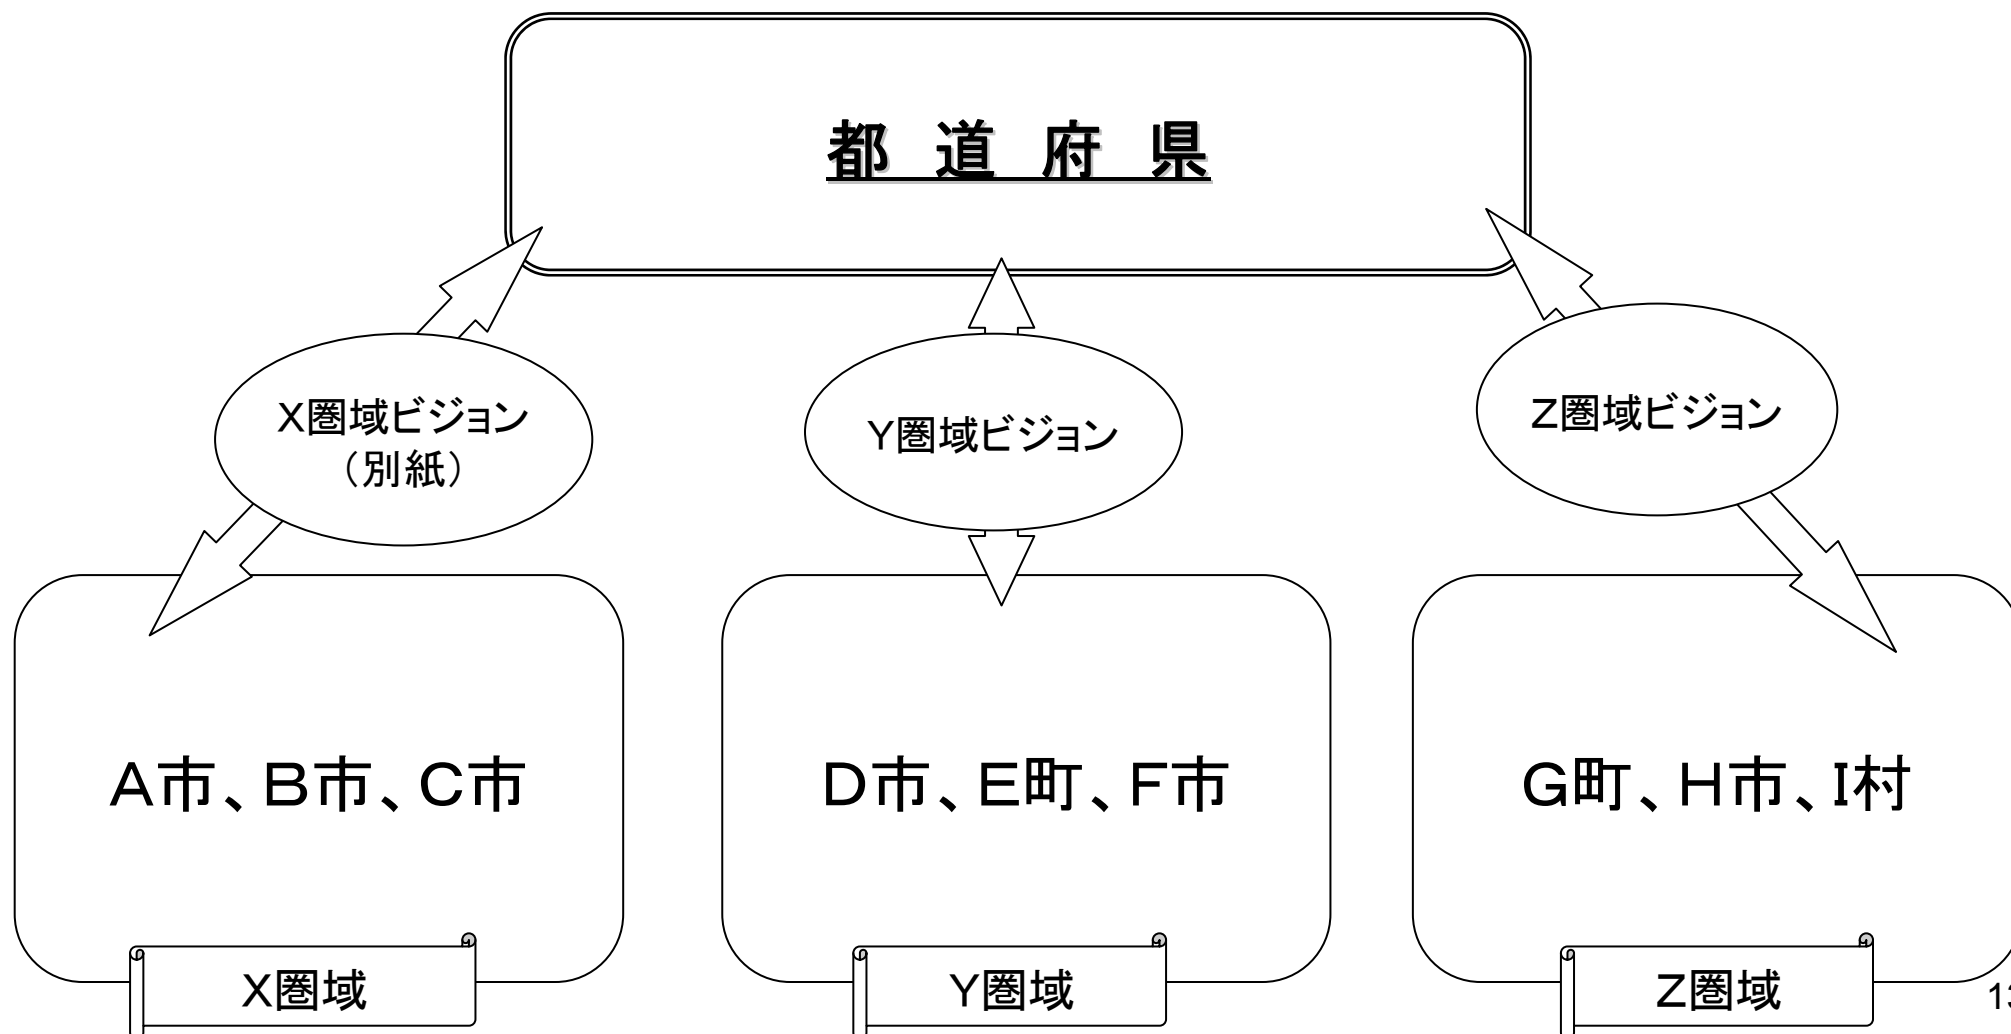 都　道　府　県
X圏域ビジョン
（別紙）
Y圏域ビジョン
Z圏域ビジョン
A市、B市、C市
D市、E町、F市
G町、H市、I村
X圏域
Y圏域
Z圏域